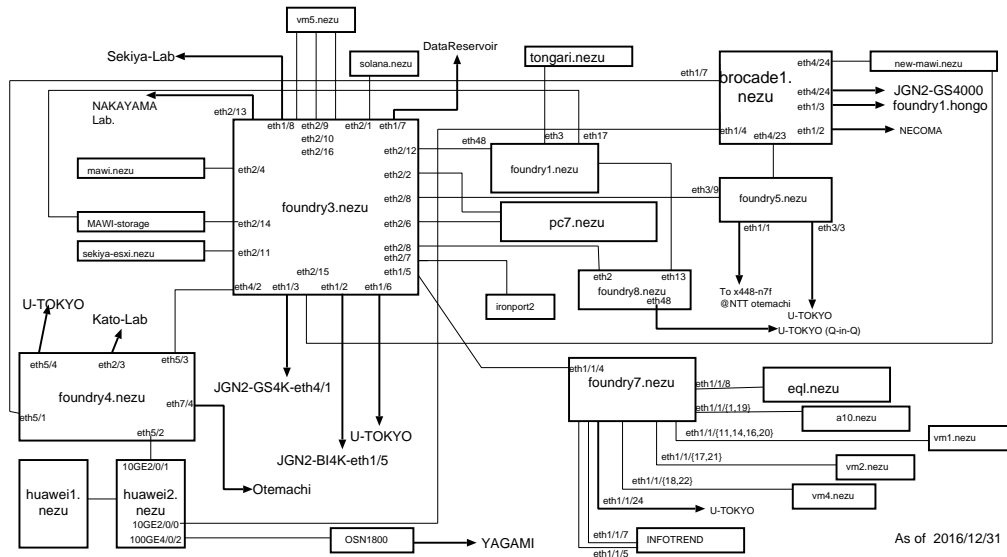 vm5.nezu
Sekiya-Lab
DataReservoir
solana.nezu
tongari.nezu
eth4/24
new-mawi.nezu
eth1/7
brocade1.
nezu
eth4/24
JGN2-GS4000
eth1/3
foundry1.hongo
NAKAYAMA
Lab.
eth2/13
eth1/8
eth2/9
eth2/1
eth1/7
eth2/10
eth2/16
eth48
eth3
eth17
eth1/4
eth1/2
NECOMA
eth4/23
eth2/12
mawi.nezu
eth2/4
foundry1.nezu
eth2/2
eth3/9
foundry3.nezu
eth2/8
foundry5.nezu
MAWI-storage
eth2/14
eth2/6
pc7.nezu
eth1/1
eth3/3
sekiya-esxi.nezu
eth2/11
eth2/8
eth2/7
eth2/15
eth1/5
eth2
eth13
foundry8.nezu
eth4/2
eth1/3
eth1/2
eth1/6
eth48
ironport2
To x448-n7f
@NTT otemachi
U-TOKYO
U-TOKYO (Q-in-Q)
U-TOKYO
Kato-Lab
eth5/4
eth2/3
eth5/3
foundry4.nezu
eth7/4
eth5/1
eth5/2
JGN2-GS4K-eth4/1
U-TOKYO
JGN2-BI4K-eth1/5
eth1/1/4
foundry7.nezu
eth1/1/8
eql.nezu
eth1/1/{1,19}
a10.nezu
eth1/1/{11,14,16,20}
vm1.nezu
eth1/1/{17,21}
vm2.nezu
eth1/1/{18,22}
vm4.nezu
eth1/1/24
U-TOKYO
10GE2/0/1
huawei1.
nezu
huawei2.
nezu
Otemachi
10GE2/0/0
100GE4/0/2
OSN1800
YAGAMI
eth1/1/7
INFOTREND
eth1/1/5
As of 2016/12/31